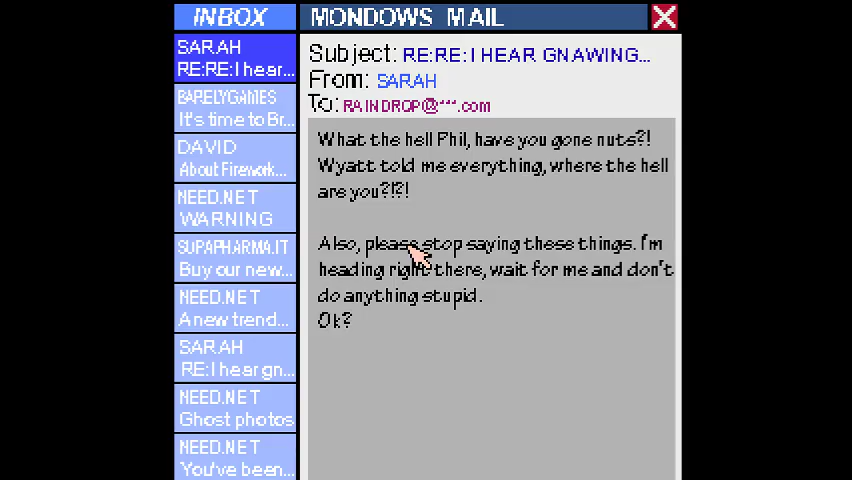 INBOX
MONDOWS MAIL
SARAH
RE:RE:I hear...
BARELYGAMES
It's time to Br...
DAVID
About Firework...
NEED.NET
WARNING
SUPAPHARMA.IT
Buy our new...
NEED.NET
A new trend...
SARAH
RE:I hear gn...
NEED.NET
Ghost photos
NEED.NET
You've been...
Subject: RE:RE:I HEAR GNAWING...
From: SARAH
To: RAINDROP@***.com
What the hell Phil, have you gone nuts?!
Wyatt told me everything, where the hell
are you?!?!
Also, please stop saying these things. I'm
heading right there, wait for me and don't
do anything stupid.
Ok?